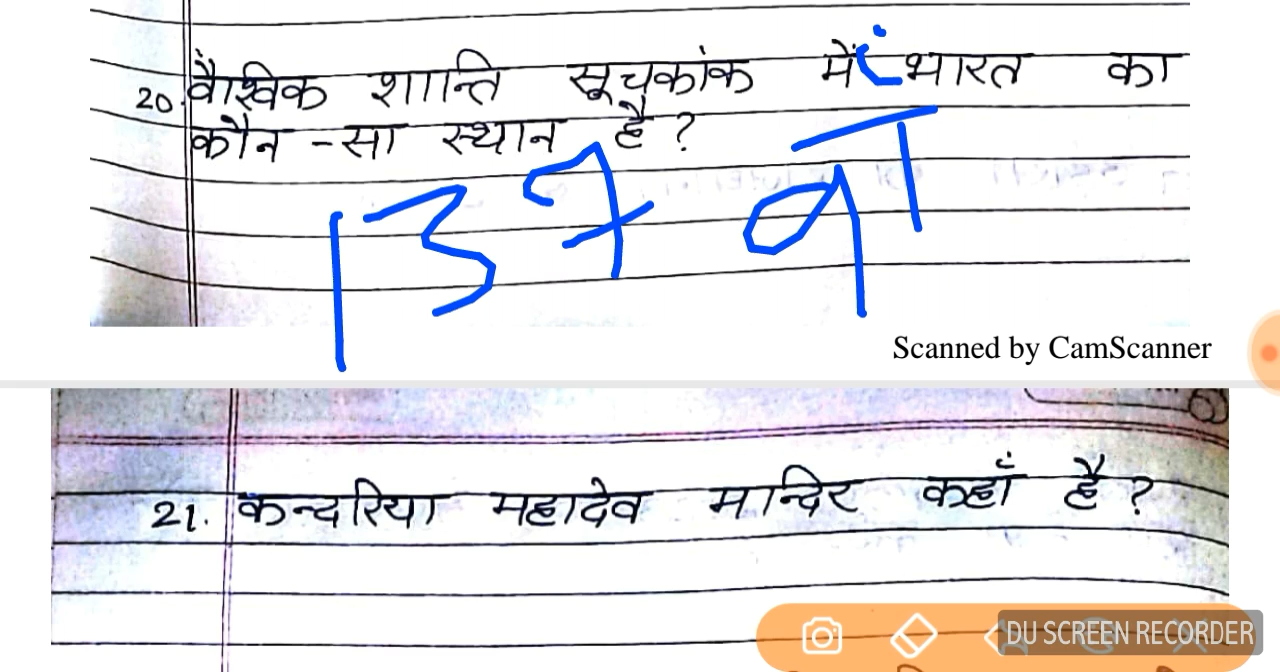 20. वैश्विक शान्ति सूचकांक में भारत का
कौन-सा स्थान है?
137 वाँ
Scanned by CamScanner
21. कन्दरिया महादेव मन्दिर कहाँ है?
DU SCREEN RECORDER